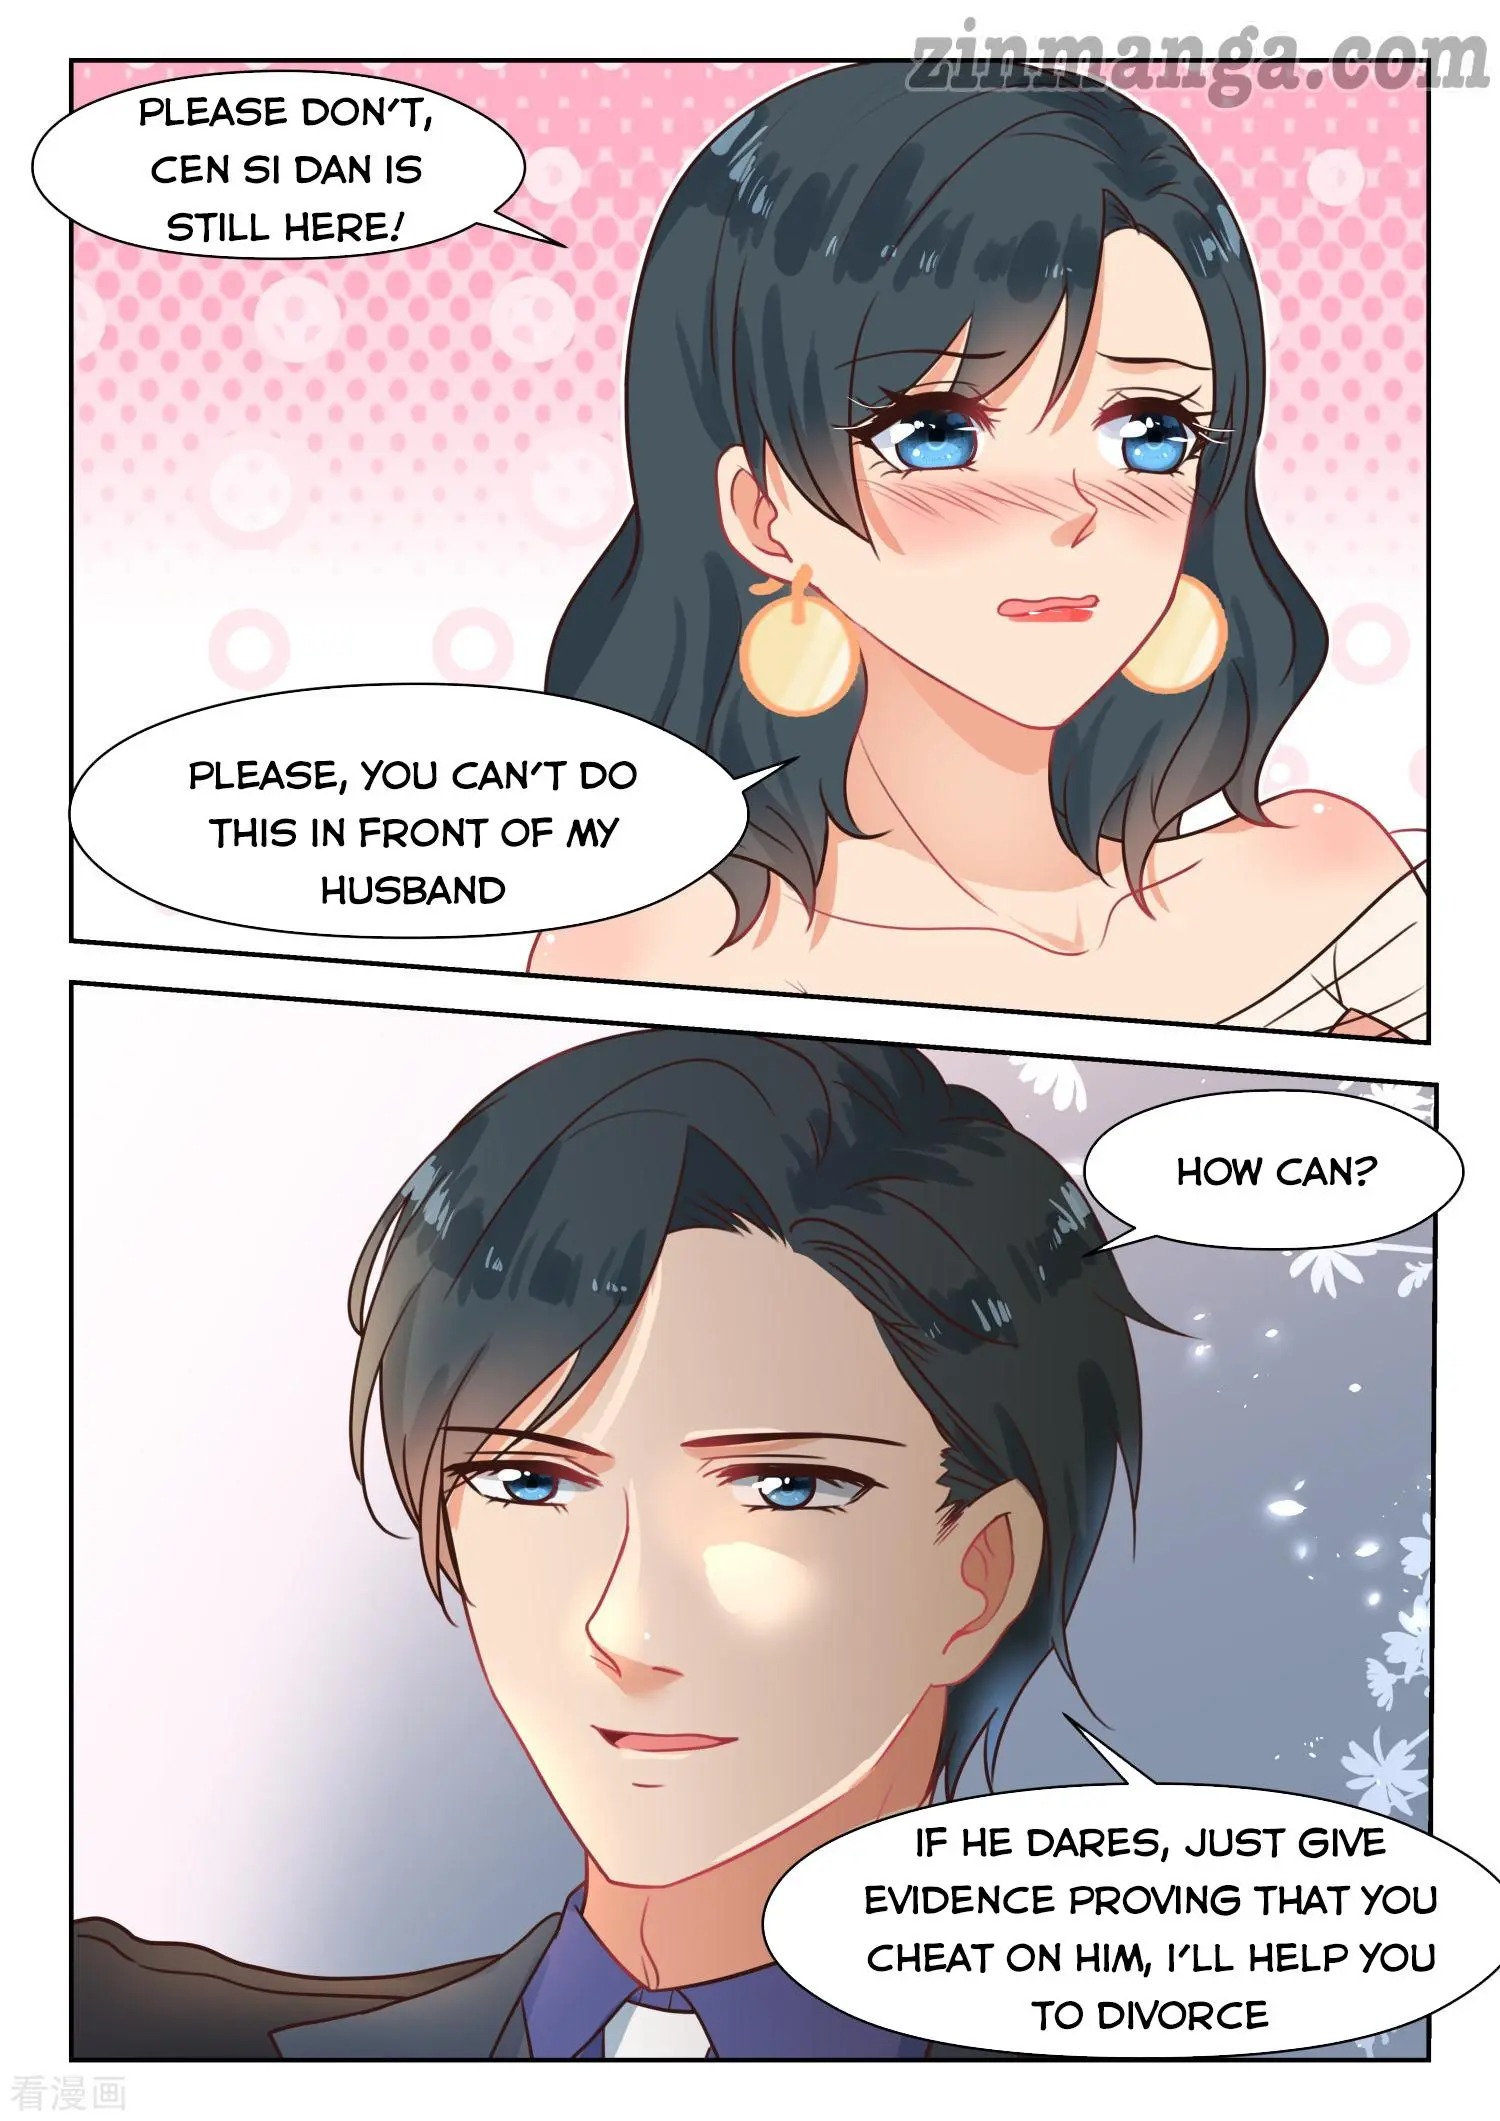 zinmanga.com
PLEASE DON'T,
CEN SI DAN IS
STILL HERE!
PLEASE, YOU CAN'T DO
THIS IN FRONT OF MY
HUSBAND
HOW CAN?
IF HE DARES, JUST GIVE
EVIDENCE PROVING THAT YOU
CHEAT ON HIM, I'LL HELP YOU
TO DIVORCE
看漫画